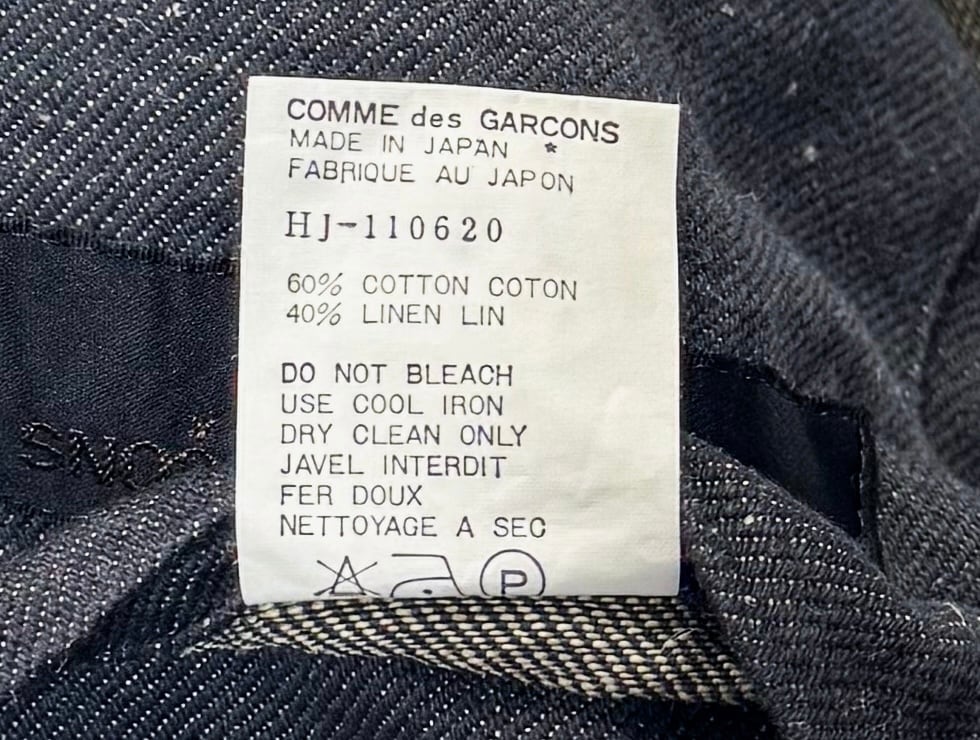 COMME des GARCONS
MADE IN JAPAN *
FABRIQUE AU JAPON
HJ-110620
60% COTTON COTON
40% LINEN LIN
DO NOT BLEACH
USE COOL IRON
DRY CLEAN ONLY
JAVEL INTERDIT
FER DOUX
NETTOYAGE A SEC
P